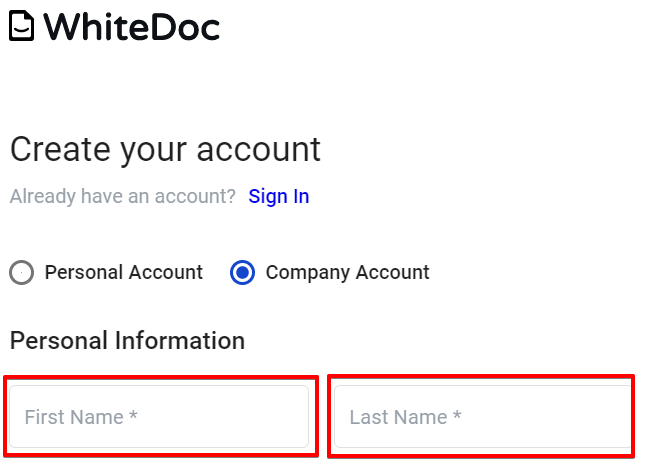 WhiteDoc
Create your account
Already have an account? Sign In
Personal Account Company Account
Personal Information
First Name * Last Name *